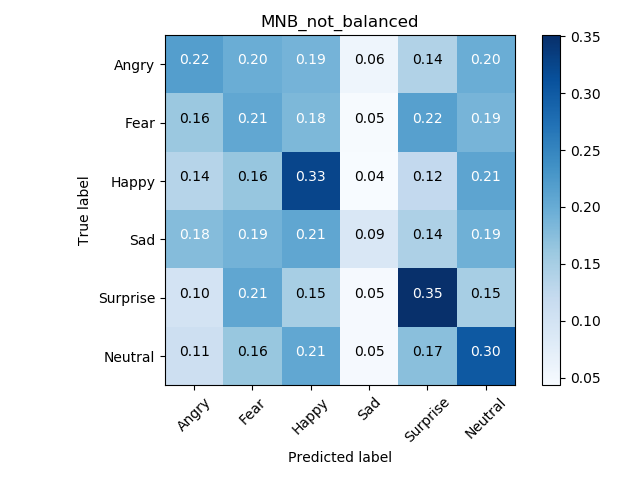 MNB_not_balanced
True label
Angry 0.22 0.20 0.19 0.06 0.14 0.20
Fear 0.16 0.21 0.18 0.05 0.22 0.19
Happy 0.14 0.16 0.33 0.04 0.12 0.21
Sad 0.18 0.19 0.21 0.09 0.14 0.19
Surprise 0.10 0.21 0.15 0.05 0.35 0.15
Neutral 0.11 0.16 0.21 0.05 0.17 0.30
Angry Fear Happy Sad Surprise Neutral
Predicted label
0.35
0.30
0.25
0.20
0.15
0.10
0.05